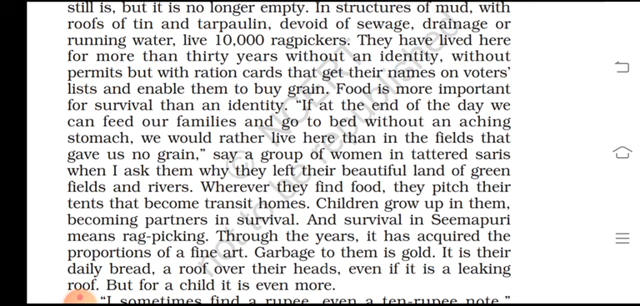 still is, but it is no longer empty. In structures of mud, with
roofs of tin and tarpaulin, devoid of sewage, drainage or
running water, live 10,000 ragpickers. They have lived here
for more than thirty years without an identity, without
permits but with ration cards that get their names on voters'
lists and enable them to buy grain. Food is more important
for survival than an identity. “If at the end of the day we
can feed our families and go to bed without an aching
stomach, we would rather live here than in the fields that
gave us no grain,” say a group of women in tattered saris
when I ask them why they left their beautiful land of green
fields and rivers. Wherever they find food, they pitch their
tents that become transit homes. Children grow up in them,
becoming partners in survival. And survival in Seemapuri
means rag-picking. Through the years, it has acquired the
proportions of a fine art. Garbage to them is gold. It is their
daily bread, a roof over their heads, even if it is a leaking
roof. But for a child it is even more.
“I sometimes find a rupee, even a ten-rupee note,”
© NCERT
not to be republished